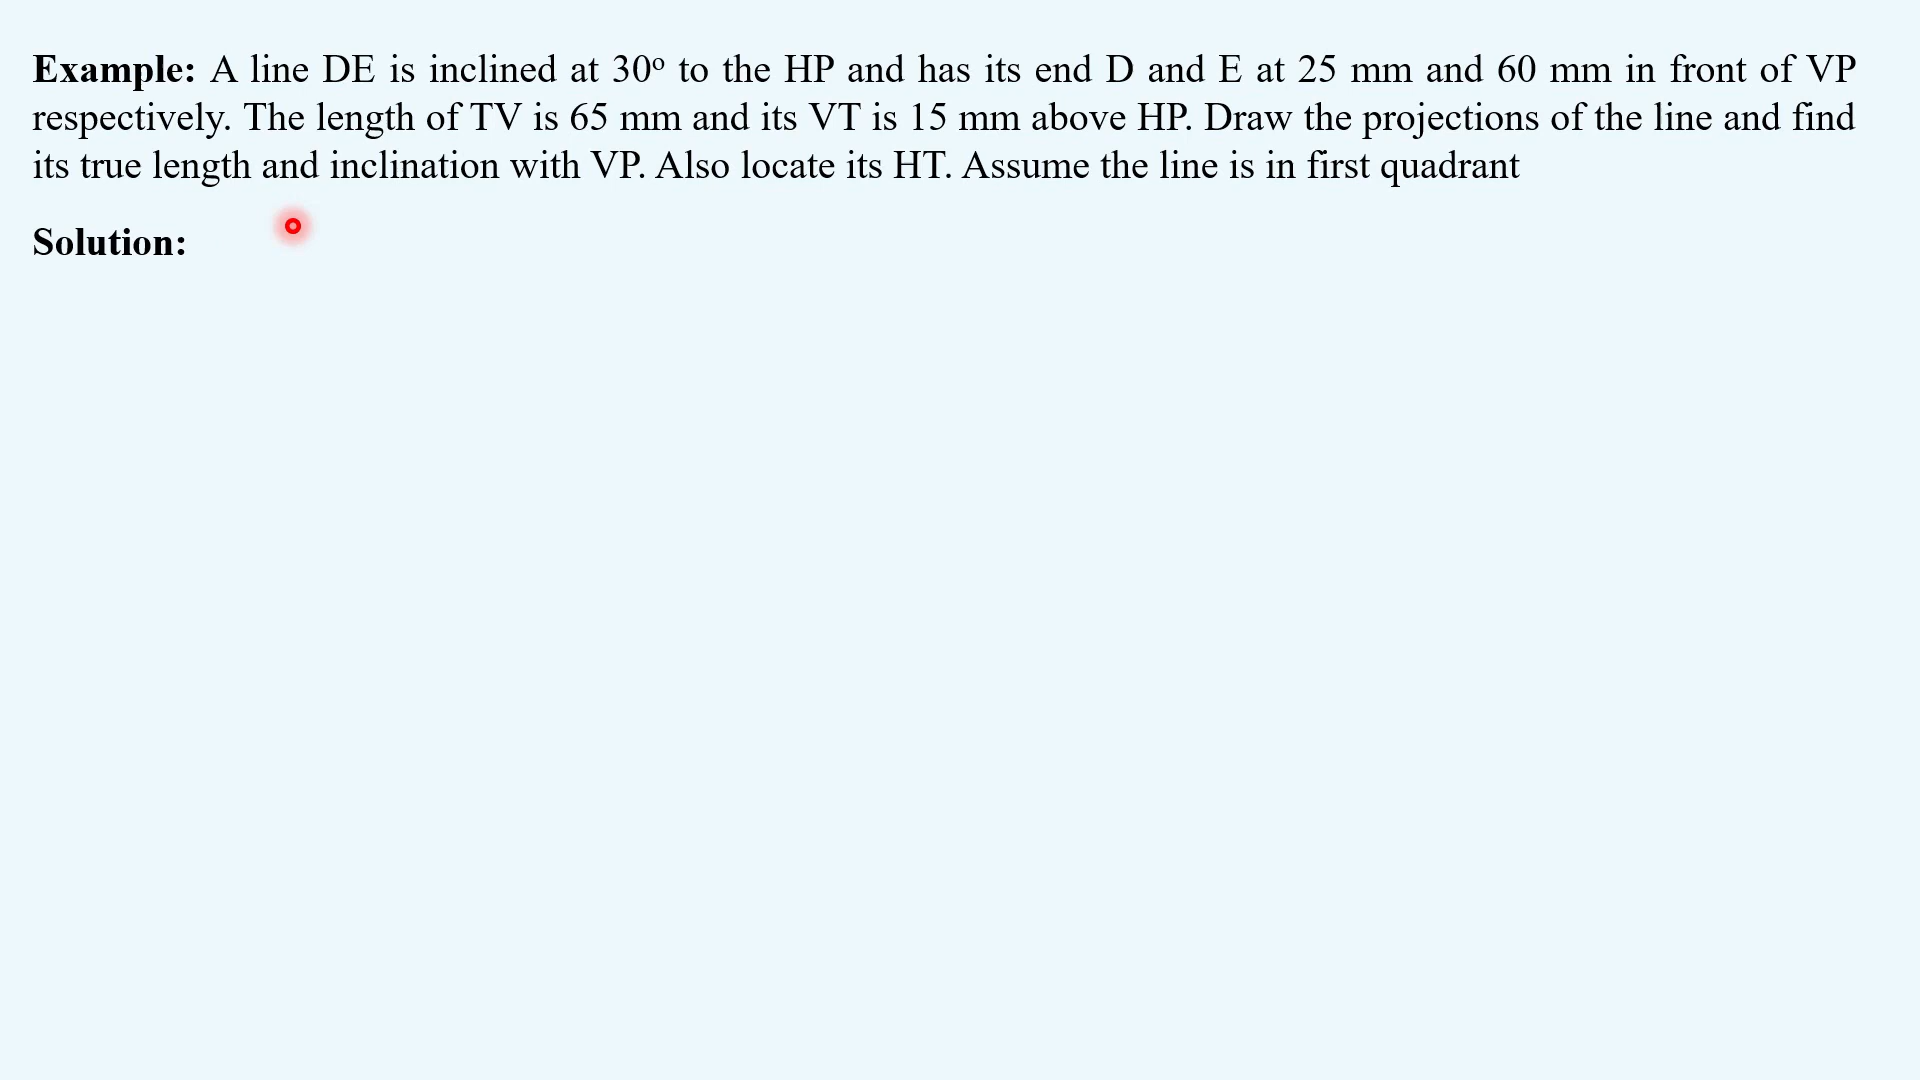 Example: A line DE is inclined at 30º to the HP and has its end D and E at 25 mm and 60 mm in front of VP
respectively. The length of TV is 65 mm and its VT is 15 mm above HP. Draw the projections of the line and find
its true length and inclination with VP. Also locate its HT. Assume the line is in first quadrant
Solution: